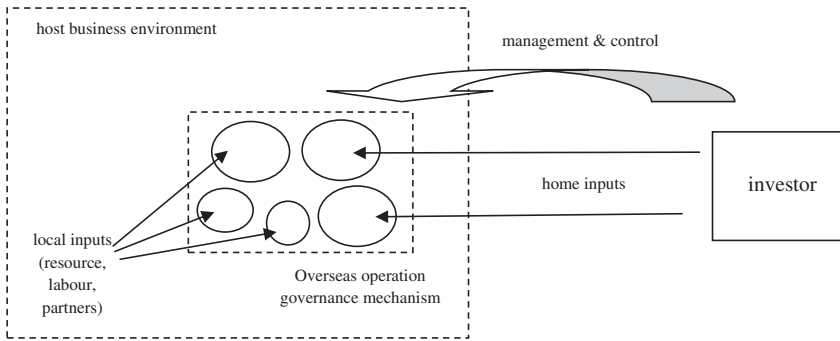 host business environment
management & control
investor
home inputs
local inputs
(resource,
labour,
partners)
Overseas operation
governance mechanism